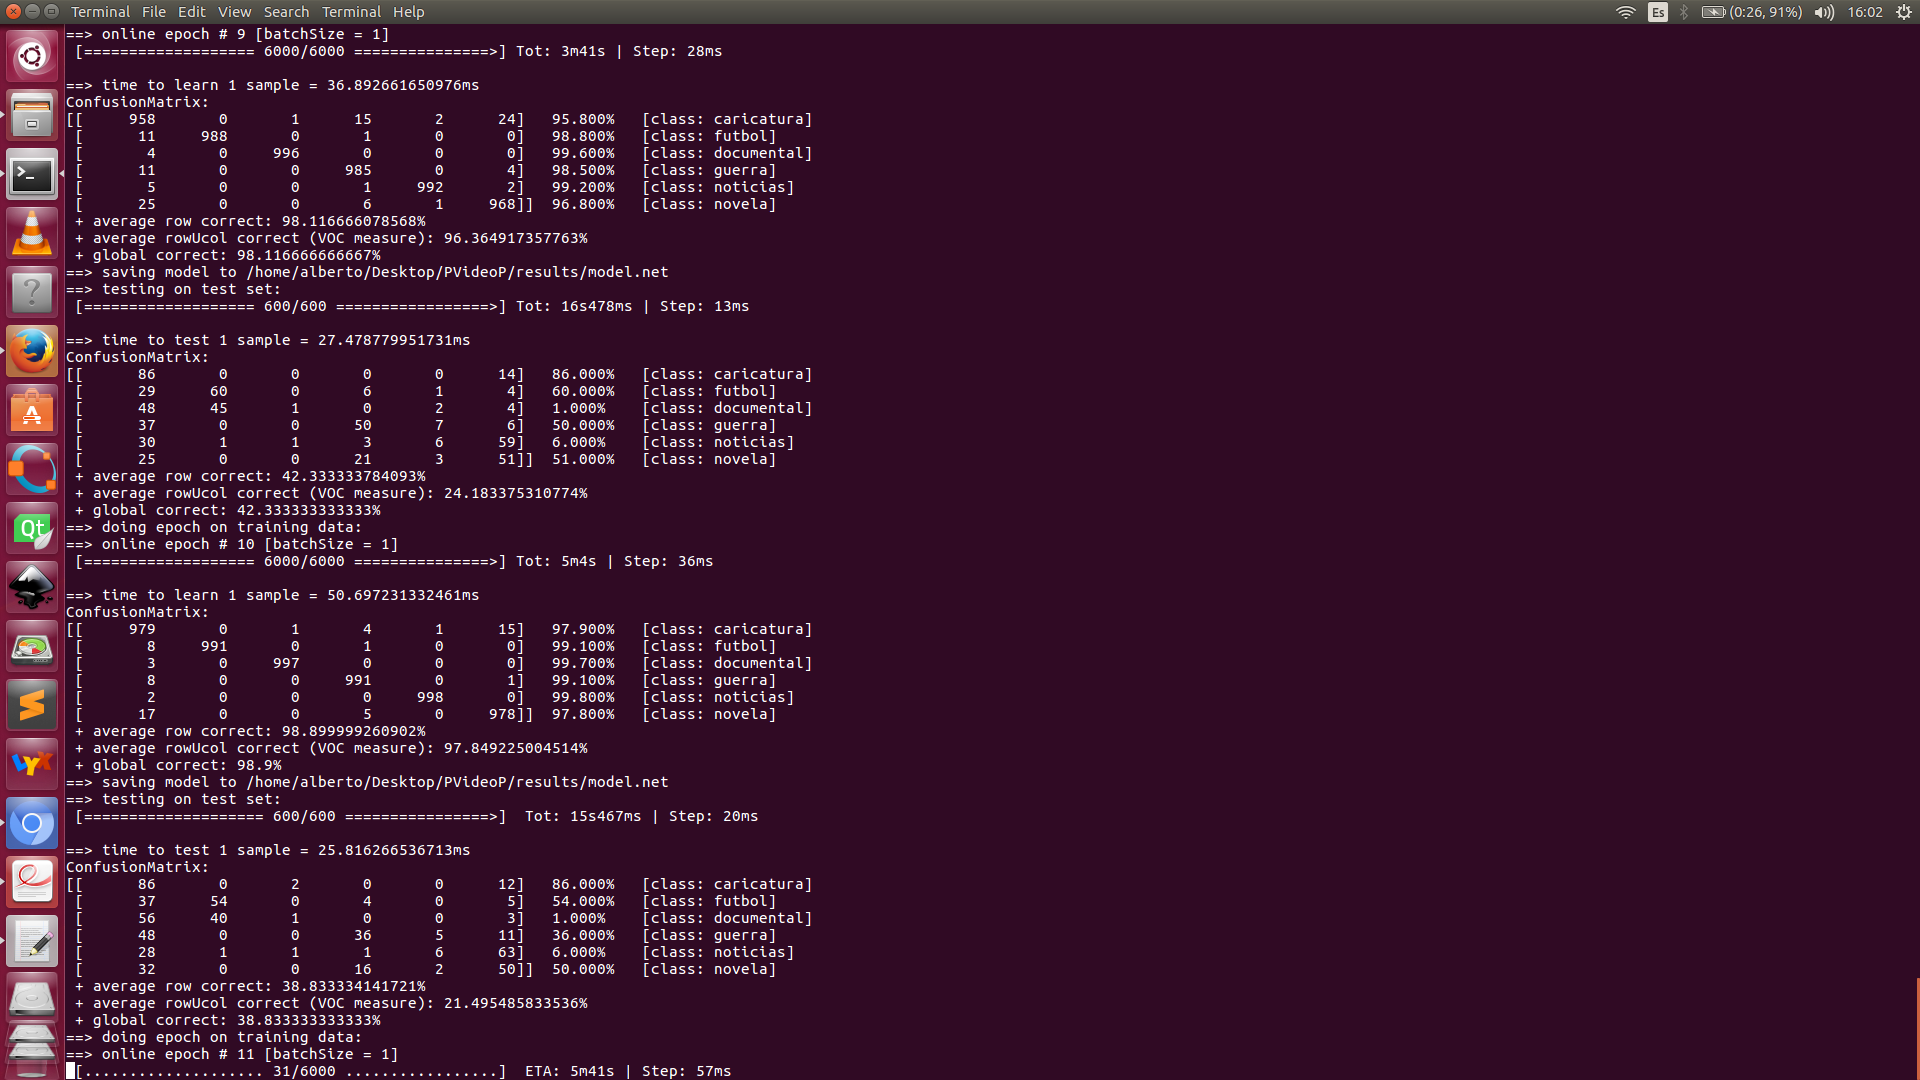 Terminal File Edit View Search Terminal Help Es (0:26, 91%) 16:02
==> online epoch # 9 [batchSize = 1]
[=================== 6000/6000 ===============>] Tot: 3m41s | Step: 28ms
==> time to learn 1 sample = 36.892661650976ms
ConfusionMatrix:
[[ 958 0 1 15 2 24] 95.800% [class: caricatura]
[ 11 988 0 1 0 0] 98.800% [class: futbol]
[ 4 0 996 0 0 0] 99.600% [class: documental]
[ 11 0 0 985 0 4] 98.500% [class: guerra]
[ 5 0 0 1 992 2] 99.200% [class: noticias]
[ 25 0 0 6 1 968]] 96.800% [class: novela]
+ average row correct: 98.116666078568%
+ average rowUcol correct (VOC measure): 96.364917357763%
+ global correct: 98.116666666667%
==> saving model to /home/alberto/Desktop/PVideoP/results/model.net
==> testing on test set:
[=================== 600/600 =================>] Tot: 16s478ms | Step: 13ms
==> time to test 1 sample = 27.478779951731ms
ConfusionMatrix:
[[ 86 0 0 0 0 14] 86.000% [class: caricatura]
[ 29 60 0 6 1 4] 60.000% [class: futbol]
[ 48 45 1 0 2 4] 1.000% [class: documental]
[ 37 0 0 50 7 6] 50.000% [class: guerra]
[ 30 1 1 3 6 59] 6.000% [class: noticias]
[ 25 0 0 21 3 51]] 51.000% [class: novela]
+ average row correct: 42.333333784093%
+ average rowUcol correct (VOC measure): 24.183375310774%
+ global correct: 42.333333333333%
==> doing epoch on training data:
==> online epoch # 10 [batchSize = 1]
[=================== 6000/6000 ===============>] Tot: 5m4s | Step: 36ms
==> time to learn 1 sample = 50.697231332461ms
ConfusionMatrix:
[[ 979 0 1 4 1 15] 97.900% [class: caricatura]
[ 8 991 0 1 0 0] 99.100% [class: futbol]
[ 3 0 997 0 0 0] 99.700% [class: documental]
[ 8 0 0 991 0 1] 99.100% [class: guerra]
[ 2 0 0 0 998 0] 99.800% [class: noticias]
[ 17 0 0 5 0 978]] 97.800% [class: novela]
+ average row correct: 98.899999260902%
+ average rowUcol correct (VOC measure): 97.849225004514%
+ global correct: 98.9%
==> saving model to /home/alberto/Desktop/PVideoP/results/model.net
==> testing on test set:
[==================== 600/600 ================>] Tot: 15s467ms | Step: 20ms
==> time to test 1 sample = 25.816266536713ms
ConfusionMatrix:
[[ 86 0 2 0 0 12] 86.000% [class: caricatura]
[ 37 54 0 4 0 5] 54.000% [class: futbol]
[ 56 40 1 0 0 3] 1.000% [class: documental]
[ 48 0 0 36 5 11] 36.000% [class: guerra]
[ 28 1 1 1 6 63] 6.000% [class: noticias]
[ 32 0 0 16 2 50]] 50.000% [class: novela]
+ average row correct: 38.833334141721%
+ average rowUcol correct (VOC measure): 21.495485833536%
+ global correct: 38.833333333333%
==> doing epoch on training data:
==> online epoch # 11 [batchSize = 1]
[.................... 31/6000 .................] ETA: 5m41s | Step: 57ms